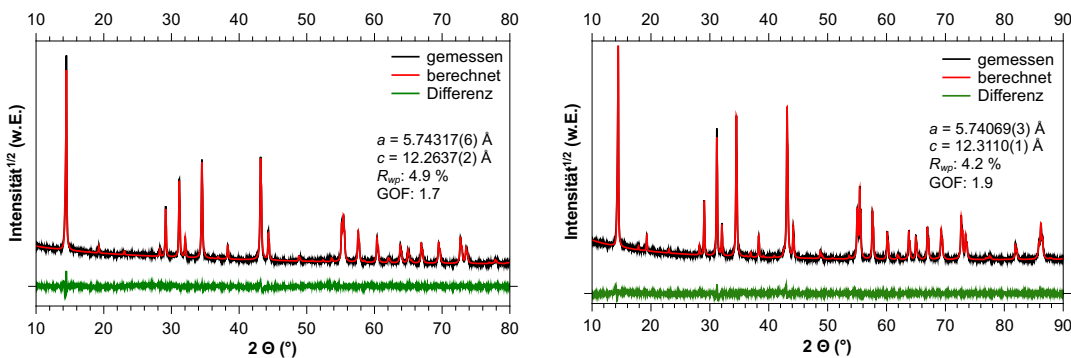 10 20 30 40 50 60 70 80
Intensität1/2 (w.E.)
gemessen
berechnet
Differenz
a = 5.74317(6) Å
c = 12.2637(2) Å
Rwp: 4.9 %
GOF: 1.7
10 20 30 40 50 60 70 80
2 Θ (°)
10 20 30 40 50 60 70 80 90
Intensität1/2 (w.E.)
gemessen
berechnet
Differenz
a = 5.74069(3) Å
c = 12.3110(1) Å
Rwp: 4.2 %
GOF: 1.9
10 20 30 40 50 60 70 80 90
2 Θ (°)